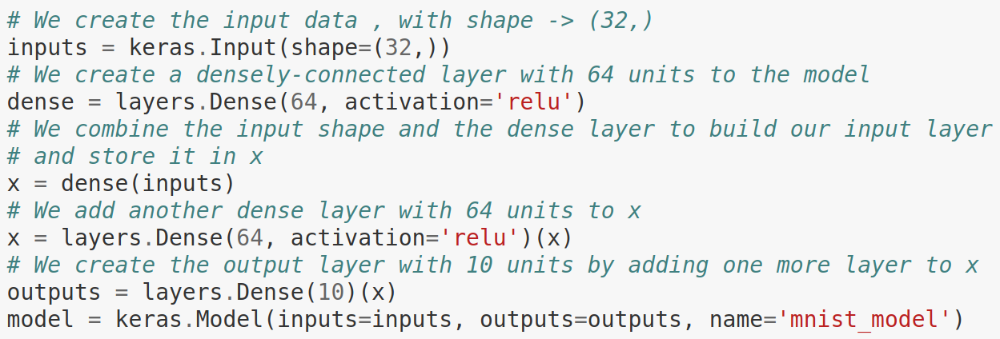 # We create the input data , with shape -> (32,)
inputs = keras.Input(shape=(32,))
# We create a densely-connected layer with 64 units to the model
dense = layers.Dense(64, activation='relu')
# We combine the input shape and the dense layer to build our input layer
# and store it in x
x = dense(inputs)
# We add another dense layer with 64 units to x
x = layers.Dense(64, activation='relu')(x)
# We create the output layer with 10 units by adding one more layer to x
outputs = layers.Dense(10)(x)
model = keras.Model(inputs=inputs, outputs=outputs, name='mnist_model')